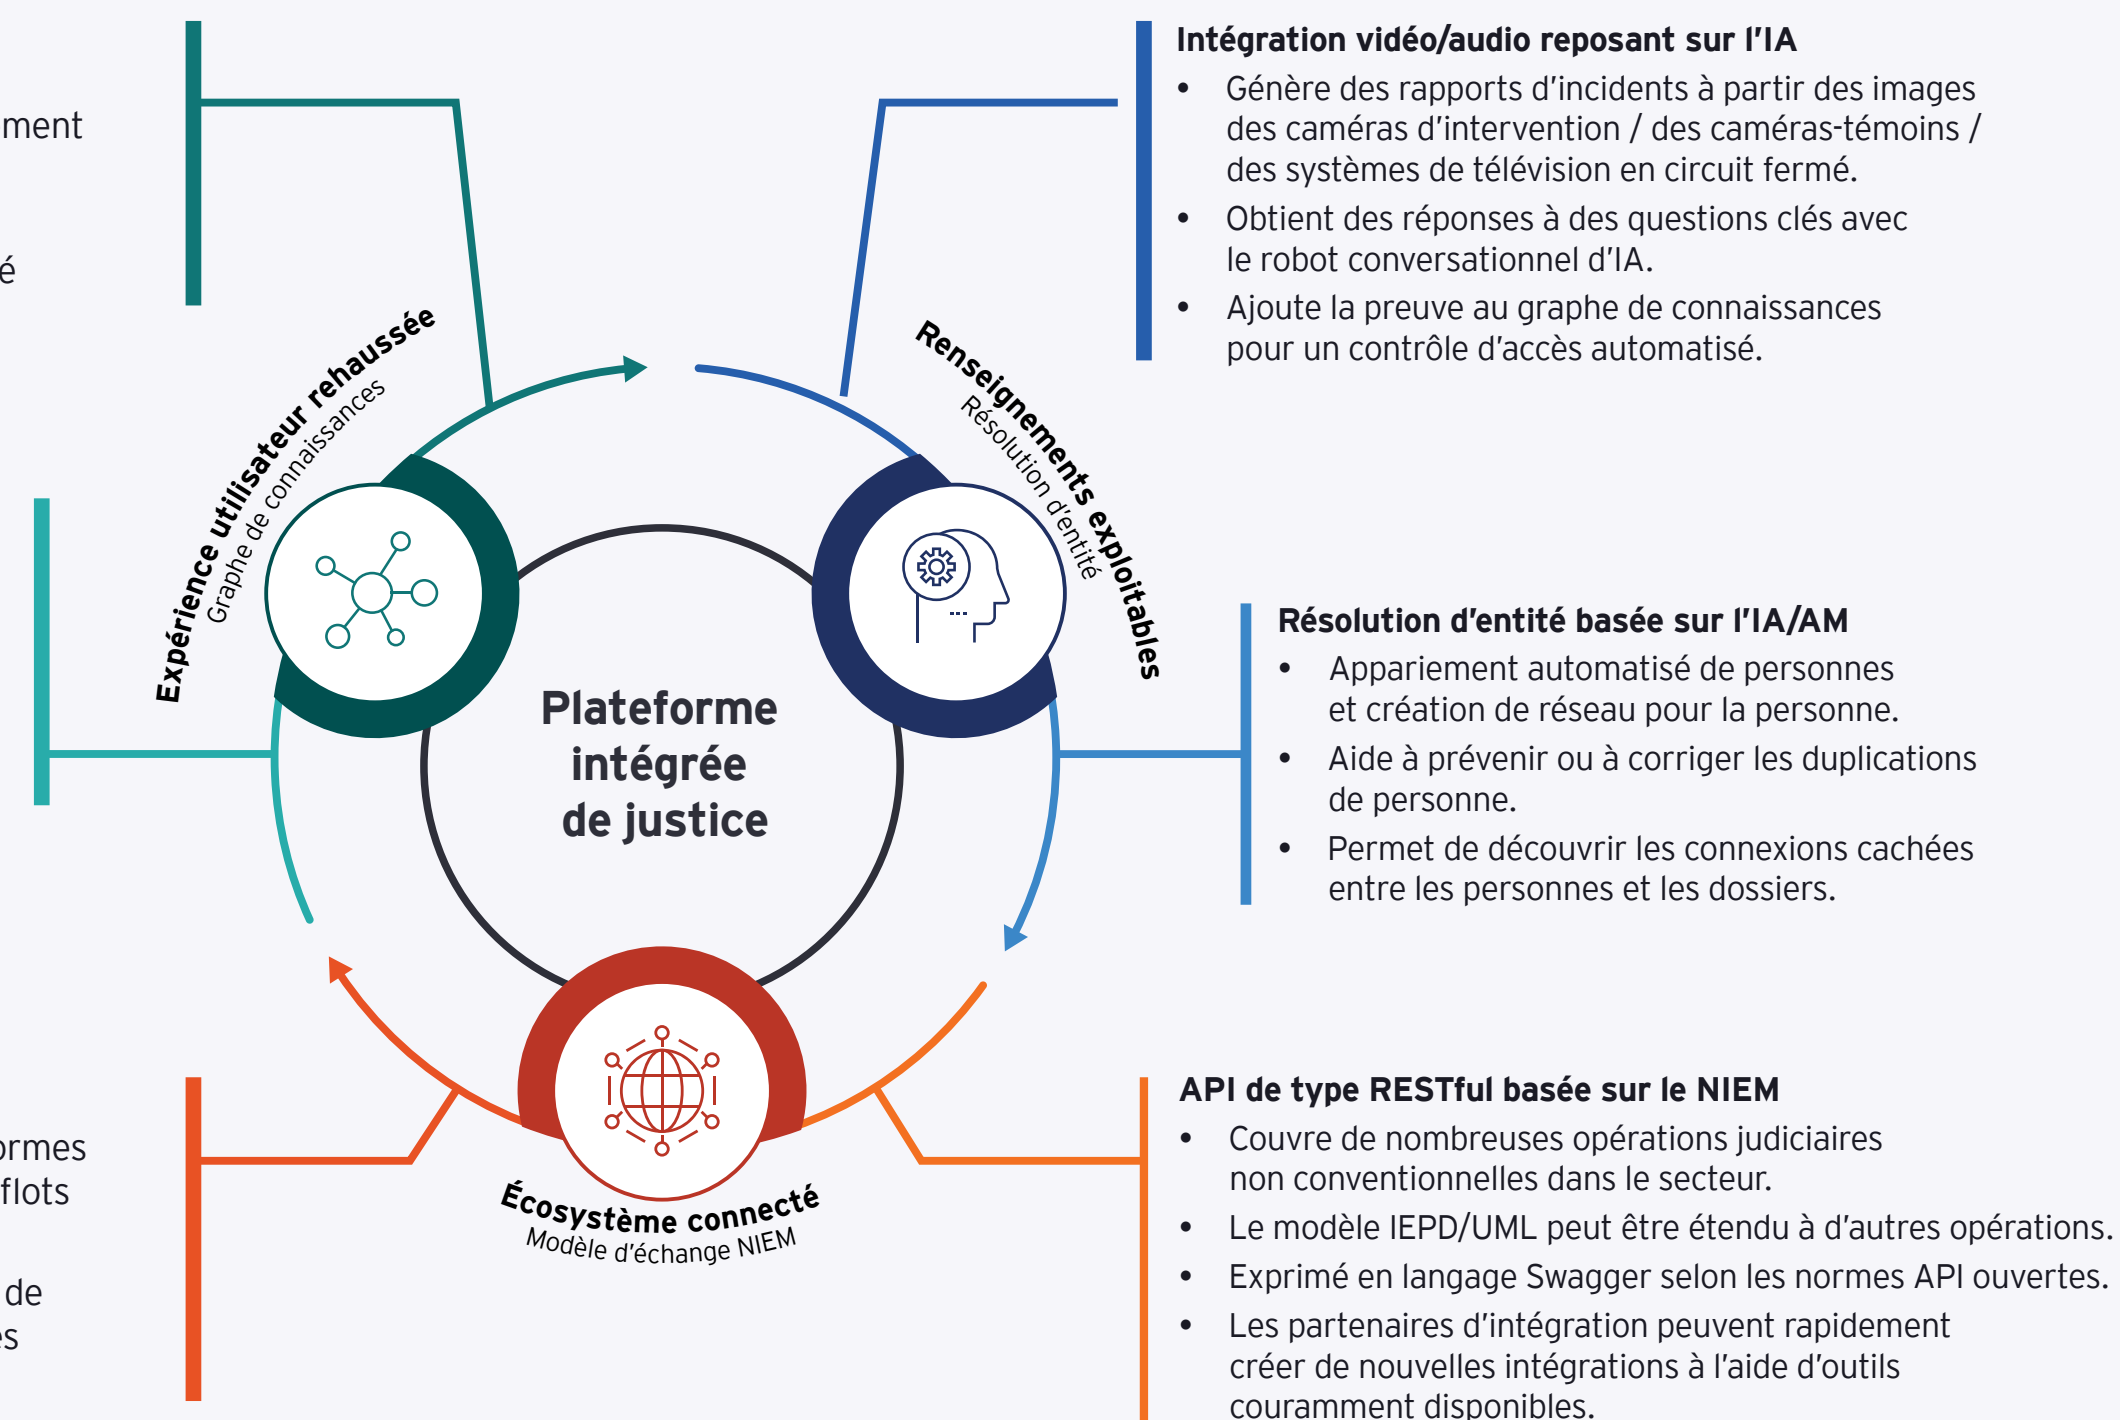 ment
é
ormes
flots
de
es
Expérience utilisateur rehaussée
Graphe de connaissances
Renseignements exploitables
Résolution d'entité
Plateforme
intégrée
de justice
Écosystème connecté
Modèle d'échange NIEM
Intégration vidéo/audio reposant sur l'IA
• Génère des rapports d'incidents à partir des images
des caméras d'intervention / des caméras-témoins /
des systèmes de télévision en circuit fermé.
• Obtient des réponses à des questions clés avec
le robot conversationnel d'IA.
• Ajoute la preuve au graphe de connaissances
pour un contrôle d'accès automatisé.
Résolution d'entité basée sur l'IA/AM
• Appariement automatisé de personnes
et création de réseau pour la personne.
• Aide à prévenir ou à corriger les duplications
de personne.
• Permet de découvrir les connexions cachées
entre les personnes et les dossiers.
API de type RESTful basée sur le NIEM
• Couvre de nombreuses opérations judiciaires
non conventionnelles dans le secteur.
• Le modèle IEPD/UML peut être étendu à d'autres opérations.
• Exprimé en langage Swagger selon les normes API ouvertes.
• Les partenaires d'intégration peuvent rapidement
créer de nouvelles intégrations à l'aide d'outils
couramment disponibles.